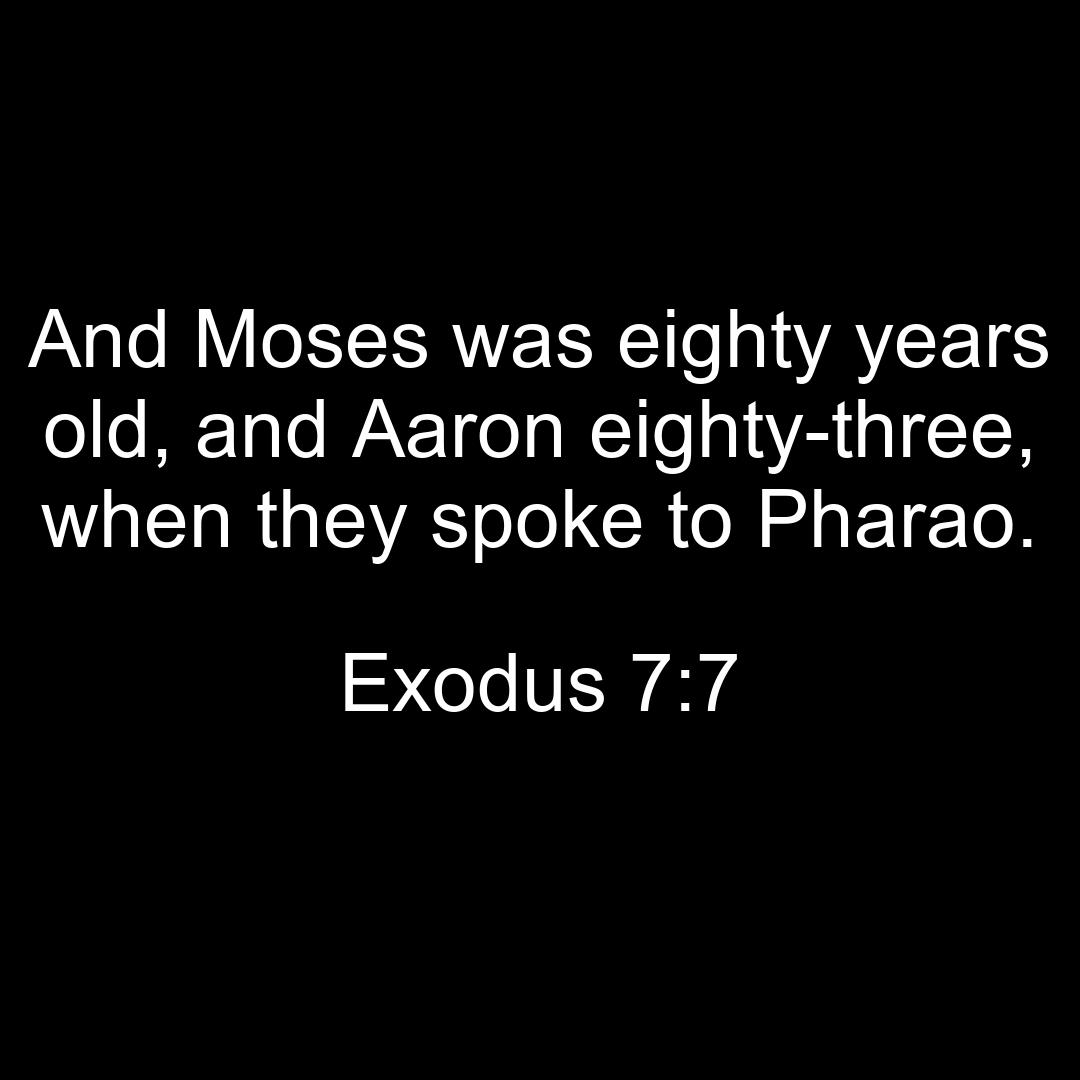 And Moses was eighty years
old, and Aaron eighty-three,
when they spoke to Pharao.
Exodus 7:7